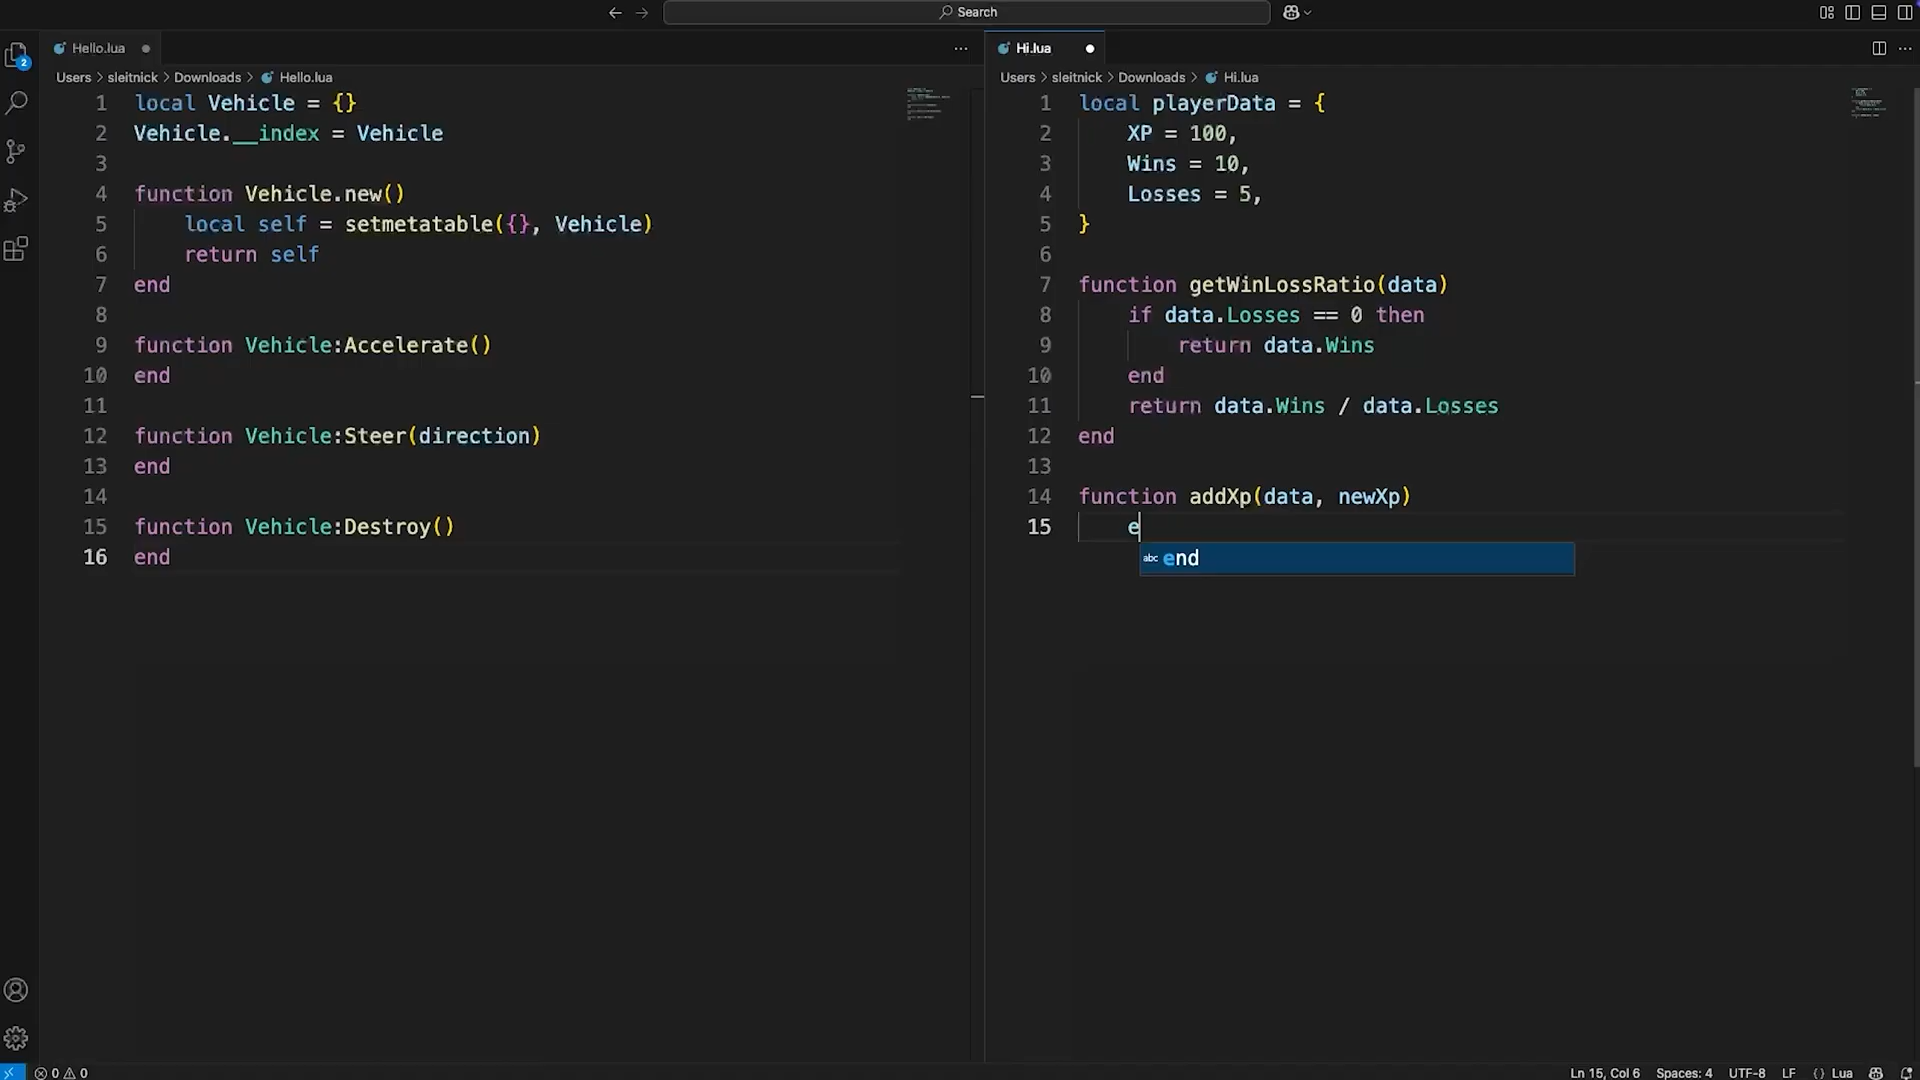 Search
2
Hello.lua
Users > sleitnick > Downloads > Hello.lua
1 local Vehicle = {}
2 Vehicle.__index = Vehicle
3
4 function Vehicle.new()
5     local self = setmetatable({}, Vehicle)
6     return self
7 end
8
9 function Vehicle:Accelerate()
10 end
11
12 function Vehicle:Steer(direction)
13 end
14
15 function Vehicle:Destroy()
16 end
Hi.lua
Users > sleitnick > Downloads > Hi.lua
1 local playerData = {
2     XP = 100,
3     Wins = 10,
4     Losses = 5,
5 }
6
7 function getWinLossRatio(data)
8     if data.Losses == 0 then
9         return data.Wins
10     end
11     return data.Wins / data.Losses
12 end
13
14 function addXp(data, newXp)
15     e
abc end
0 0
Ln 15, Col 6 Spaces: 4 UTF-8 LF {} Lua